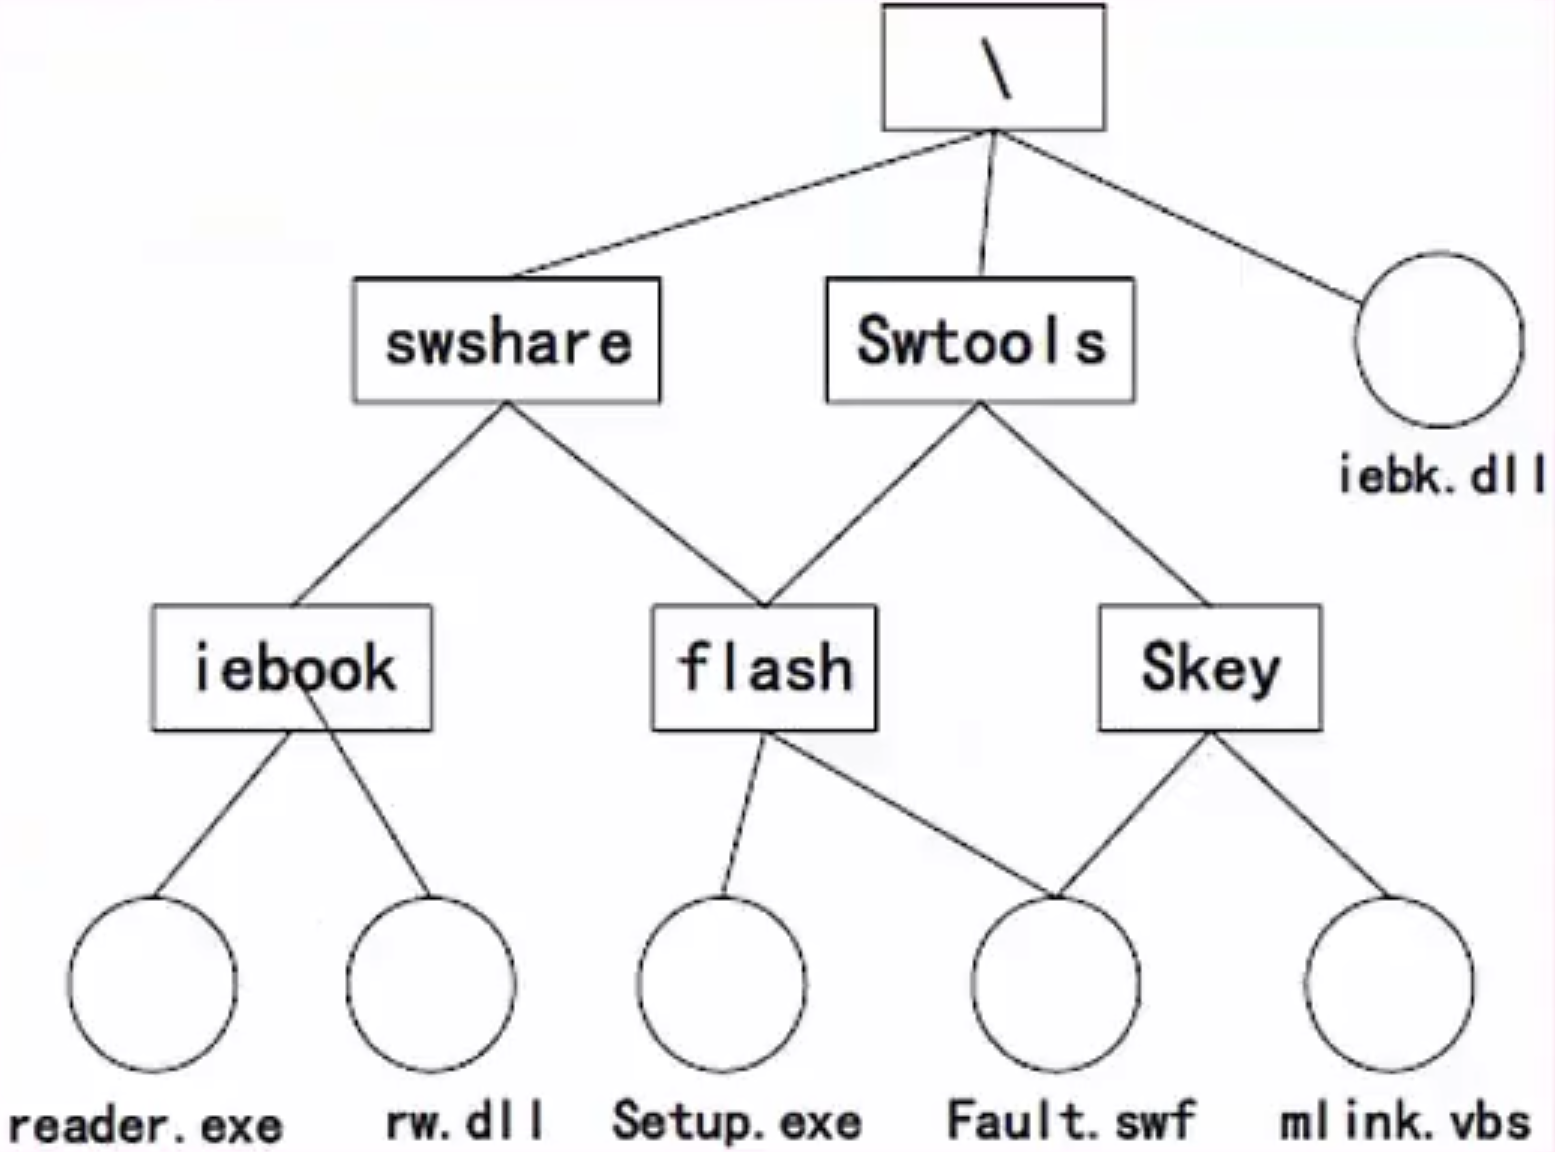 \
swshare
Swtools
iebk.dll
iebook
flash
Skey
reader.exe
rw.dll
Setup.exe
Fault.swf
mlink.vbs